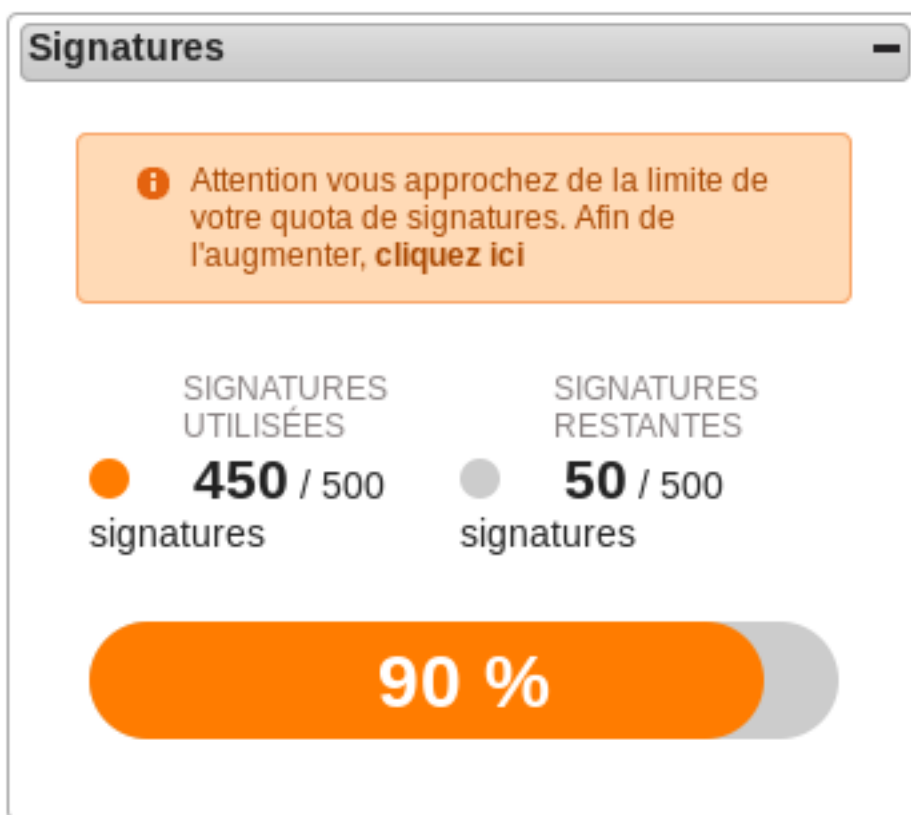 Signatures
Attention vous approchez de la limite de
votre quota de signatures. Afin de
l'augmenter, cliquez ici
SIGNATURES
UTILISÉES
450 / 500
signatures
SIGNATURES
RESTANTES
50 / 500
signatures
90 %